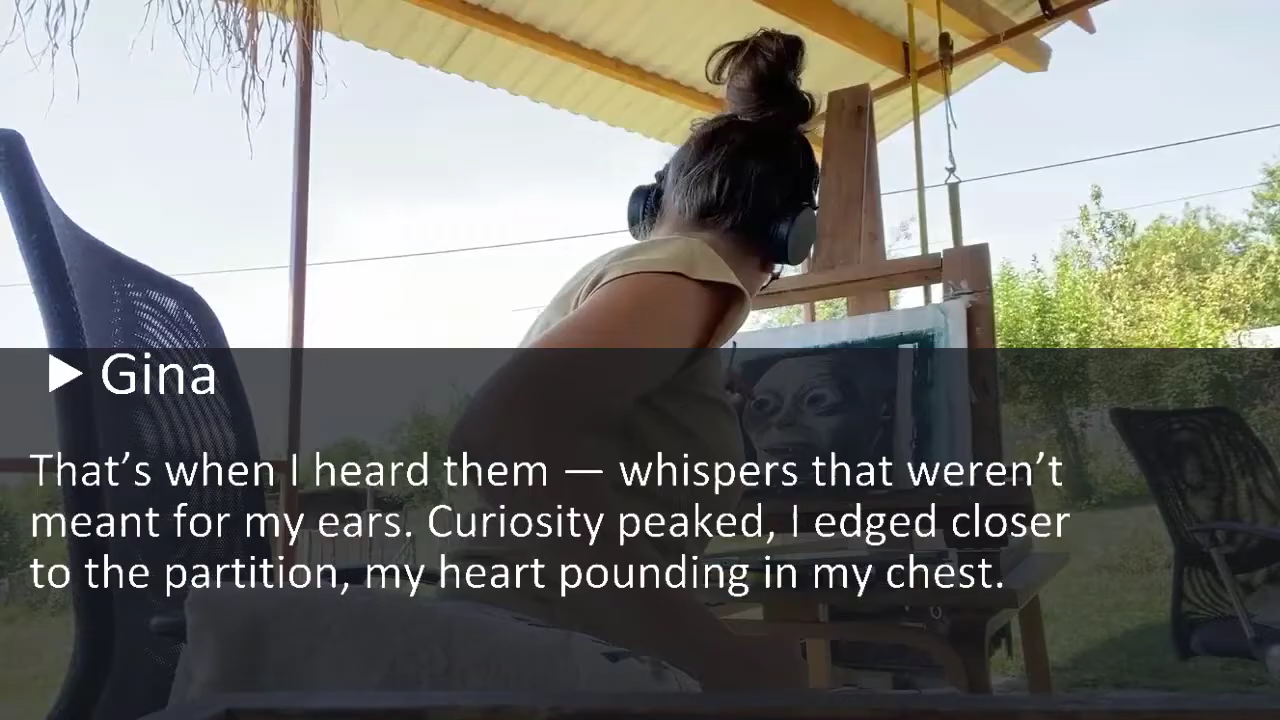 ▶ Gina
That’s when I heard them — whispers that weren’t
meant for my ears. Curiosity peaked, I edged closer
to the partition, my heart pounding in my chest.